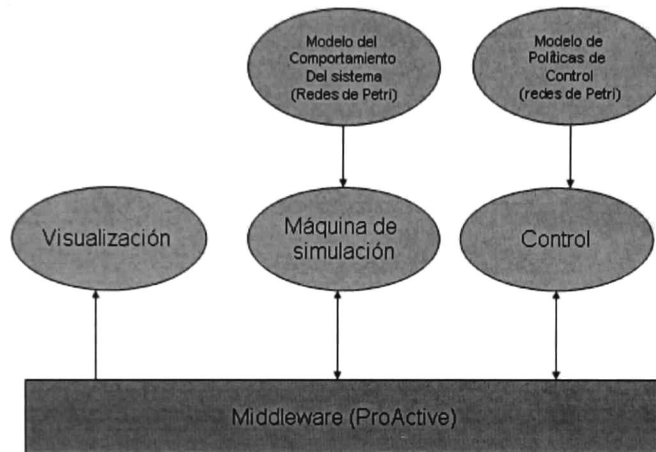 Modelo del
Comportamiento
Del sistema
(Redes de Petri)
Modelo de
Políticas de
Control
(redes de Petri)
Visualización
Máquina de
simulación
Control
Middleware (ProActive)